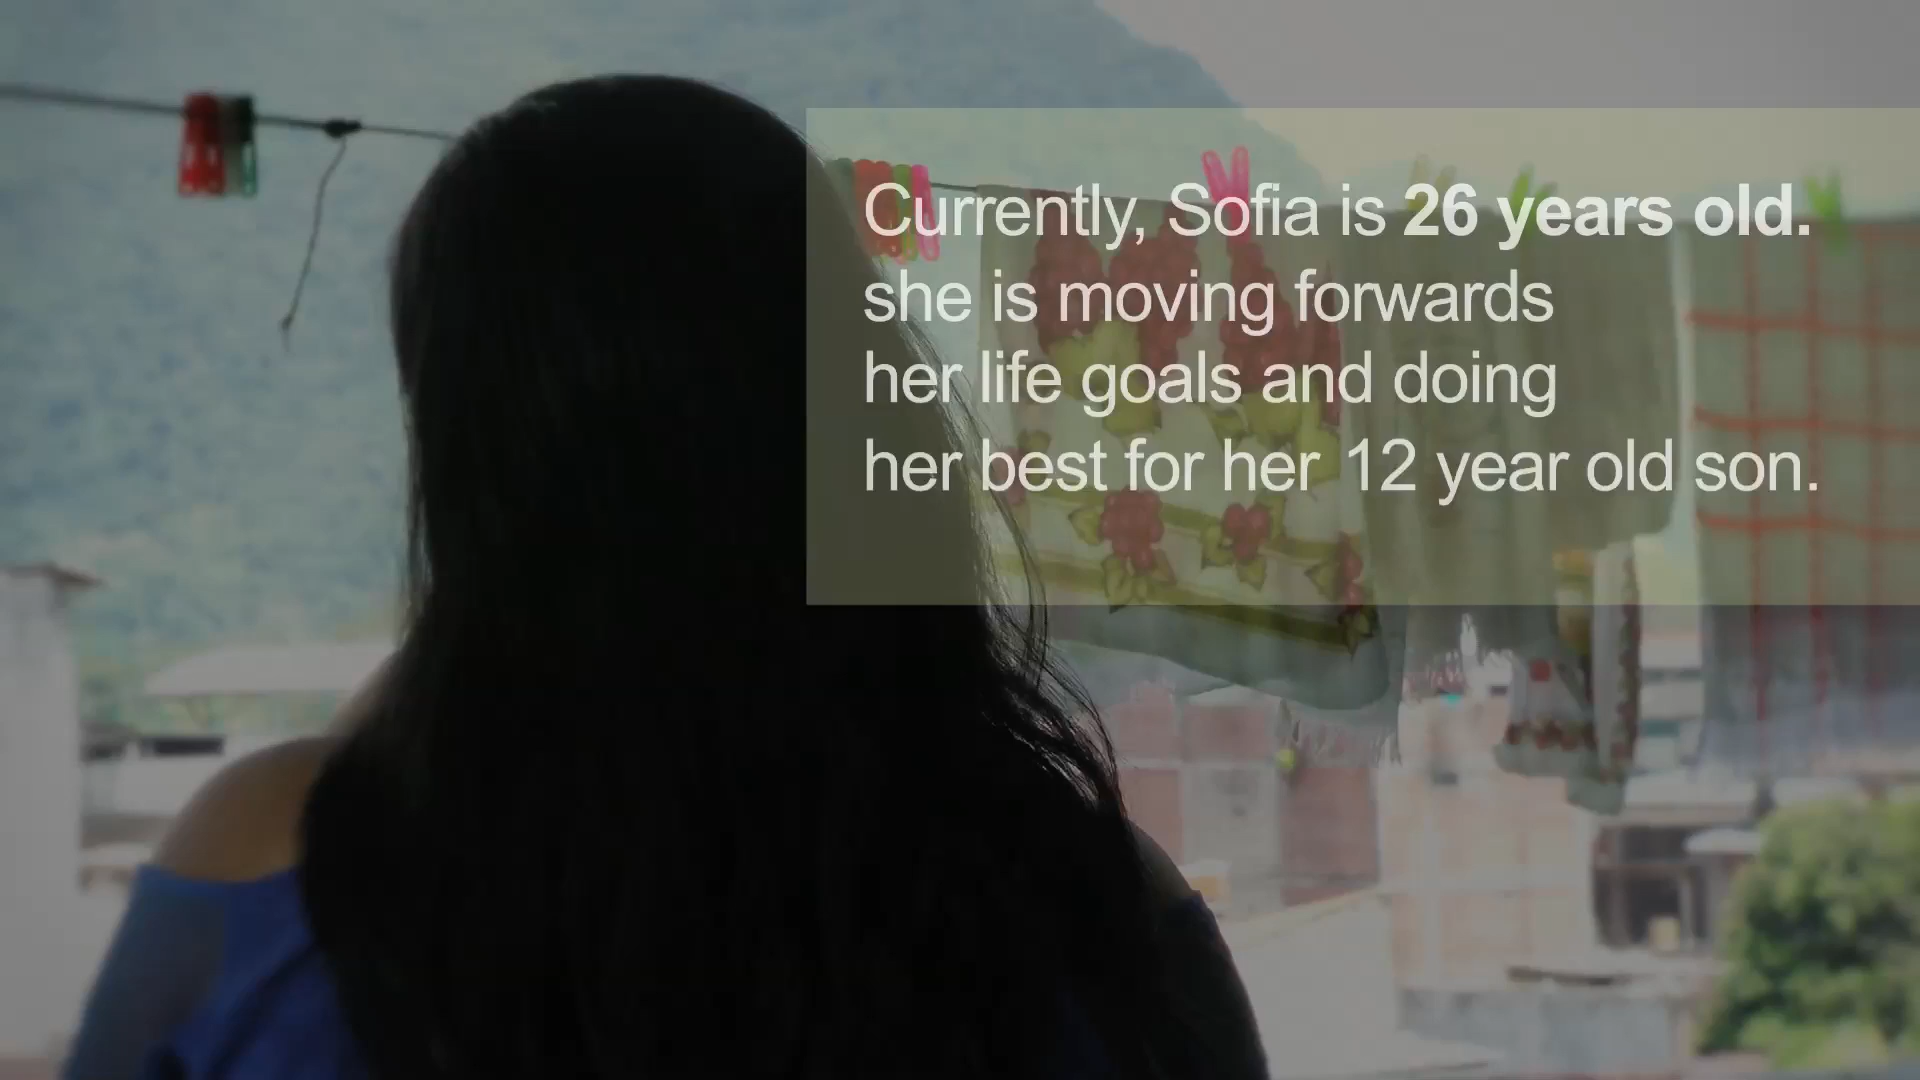 Currently, Sofia is 26 years old.
she is moving forwards
her life goals and doing
her best for her 12 year old son.